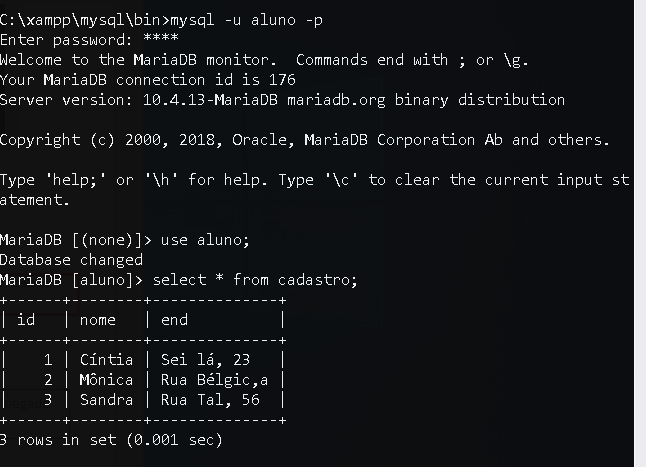 C:\xampp\mysql\bin>mysql -u aluno -p
Enter password: ****
Welcome to the MariaDB monitor.  Commands end with ; or \g.
Your MariaDB connection id is 176
Server version: 10.4.13-MariaDB mariadb.org binary distribution

Copyright (c) 2000, 2018, Oracle, MariaDB Corporation Ab and others.

Type 'help;' or '\h' for help. Type '\c' to clear the current input st
atement.

MariaDB [(none)]> use aluno;
Database changed
MariaDB [aluno]> select * from cadastro;
+------+--------+--------------+
| id   | nome   | end          |
+------+--------+--------------+
|    1 | Cíntia | Sei lá, 23   |
|    2 | Mônica | Rua Bélgic,a |
|    3 | Sandra | Rua Tal, 56  |
+------+--------+--------------+
3 rows in set (0.001 sec)